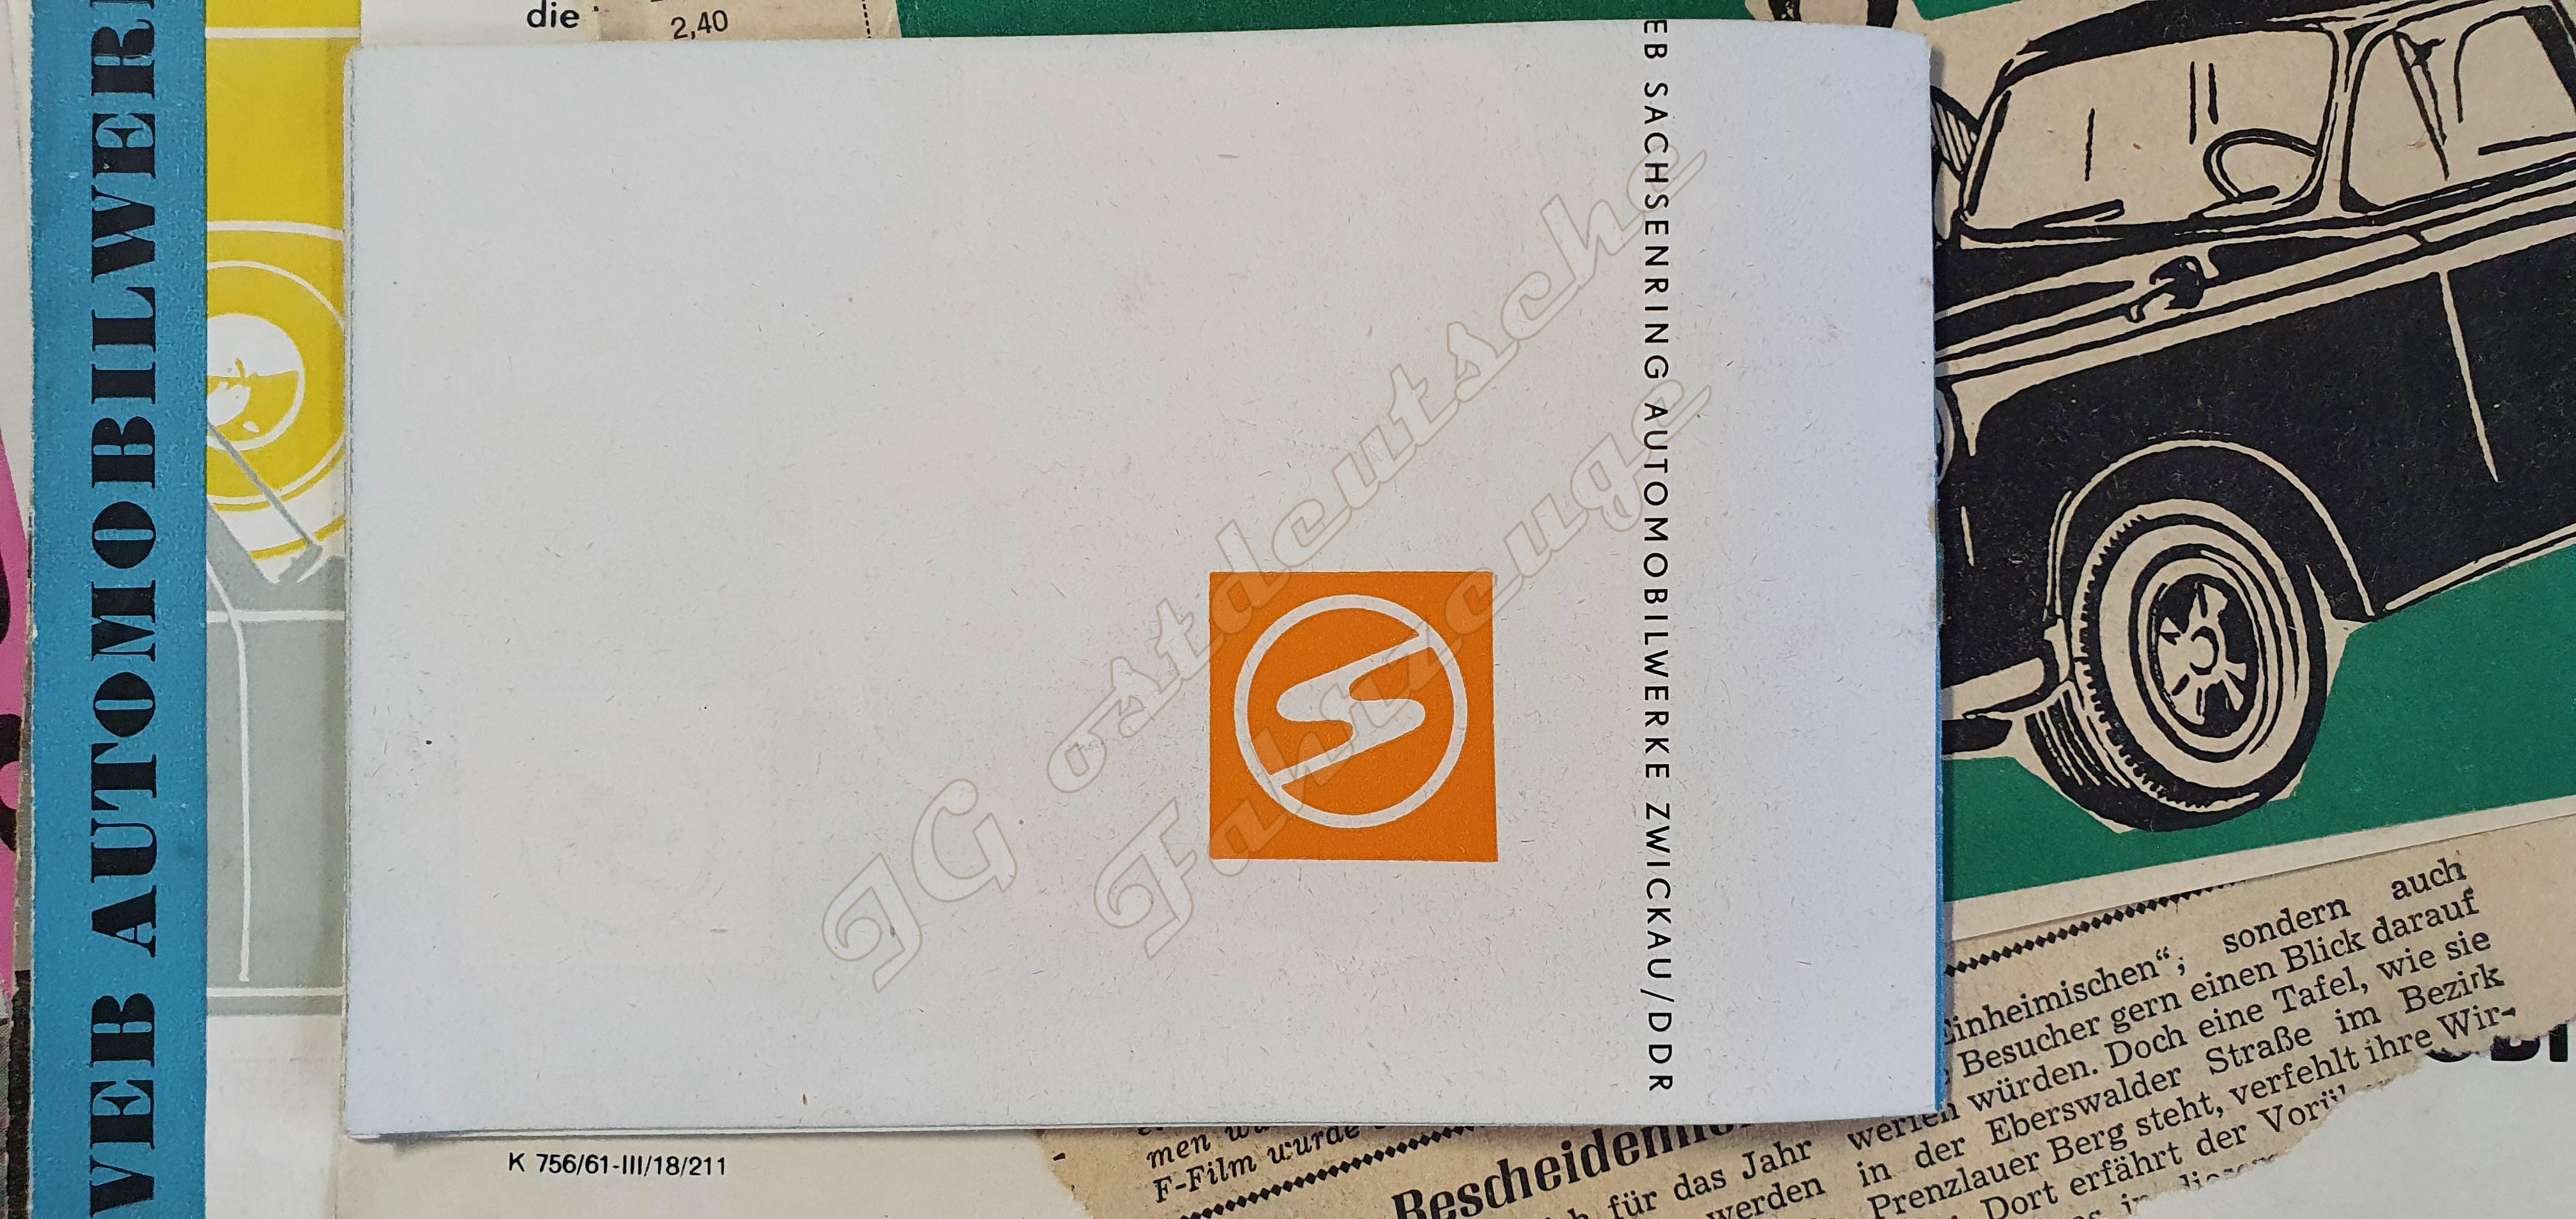 die
2,40
VEB AUTOMOBILWER
EB SACHSENRING AUTOMOBILWERKE ZWICKAU/DDR
IG ostdeutsche
Fahrzeuge
K 756/61-III/18/211
men
F-Film wurde
für das Jahr
werden
Einheimischen“, sondern auch
Besucher gern einen Blick darauf
werfen würden. Doch eine Tafel, wie sie
in der Eberswalder Straße im Bezirk
Prenzlauer Berg steht, verfehlt ihre Wir-
Dort erfährt der